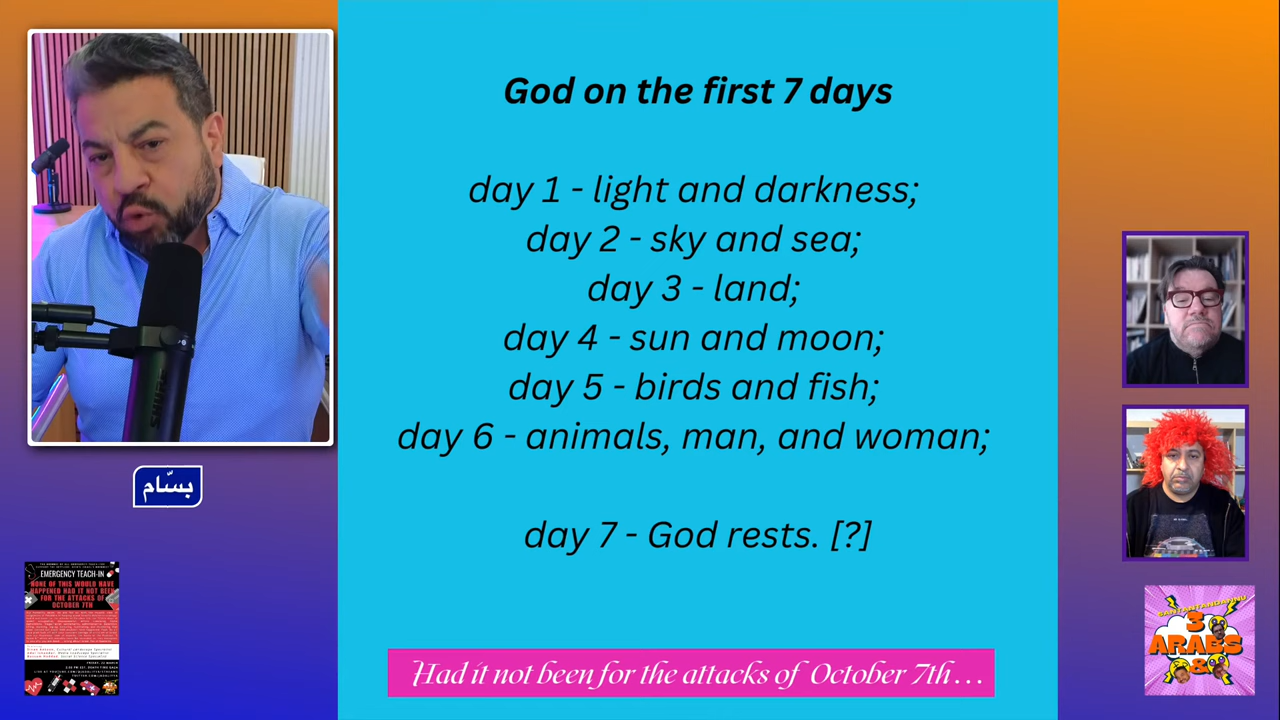 God on the first 7 days
day 1 - light and darkness;
day 2 - sky and sea;
day 3 - land;
day 4 - sun and moon;
day 5 - birds and fish;
day 6 - animals, man, and woman;
day 7 - God rests. [?]
بسّام
EMERGENCY TEACH-IN
NONE OF THIS WOULD HAVE
HAPPENED HAD IT NOT BEEN
FOR THE ATTACKS OF
OCTOBER 7TH
Had it not been for the attacks of October 7th...
3
ARABS
&